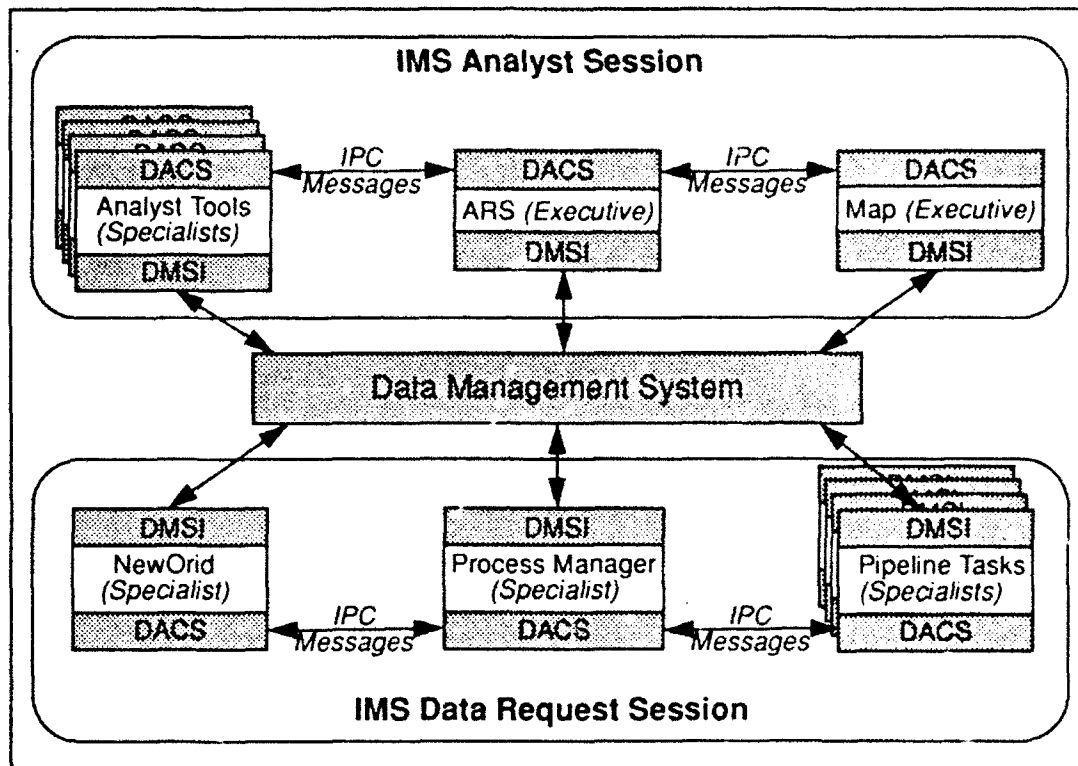 IMS Analyst Session
DACS
Analyst Tools
(Specialists)
DMSI
IPC
Messages
DACS
ARS (Executive)
DMSI
IPC
Messages
DACS
Map (Executive)
DMSI
Data Management System
DMSI
NewOrid
(Specialist)
DACS
IPC
Messages
DMSI
Process Manager
(Specialist)
DACS
IPC
Messages
DMSI
Pipeline Tasks
(Specialists)
DACS
IMS Data Request Session